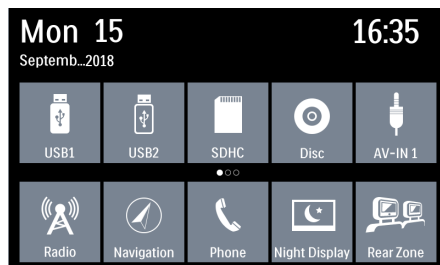 Mon 15 16:35
Septemb...2018
USB1 USB2 SDHC Disc AV-IN 1
Radio Navigation Phone Night Display Rear Zone